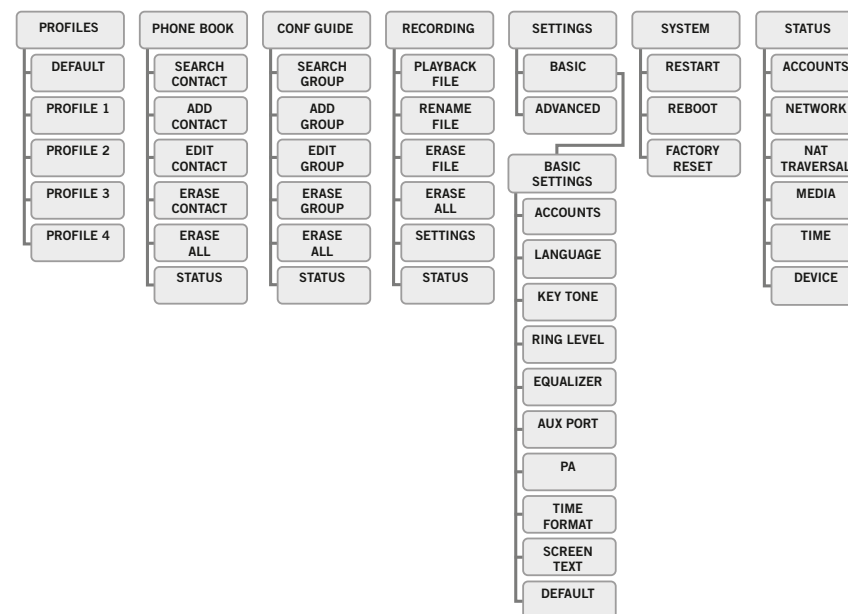 PROFILES
DEFAULT
PROFILE 1
PROFILE 2
PROFILE 3
PROFILE 4
PHONE BOOK
SEARCH
CONTACT
ADD
CONTACT
EDIT
CONTACT
ERASE
CONTACT
ERASE
ALL
STATUS
CONF GUIDE
SEARCH
GROUP
ADD
GROUP
EDIT
GROUP
ERASE
GROUP
ERASE
ALL
STATUS
RECORDING
PLAYBACK
FILE
RENAME
FILE
ERASE
FILE
ERASE
ALL
SETTINGS
STATUS
SETTINGS
BASIC
ADVANCED
BASIC
SETTINGS
ACCOUNTS
LANGUAGE
KEY TONE
RING LEVEL
EQUALIZER
AUX PORT
PA
TIME
FORMAT
SCREEN
TEXT
DEFAULT
SYSTEM
RESTART
REBOOT
FACTORY
RESET
STATUS
ACCOUNTS
NETWORK
NAT
TRAVERSAL
MEDIA
TIME
DEVICE